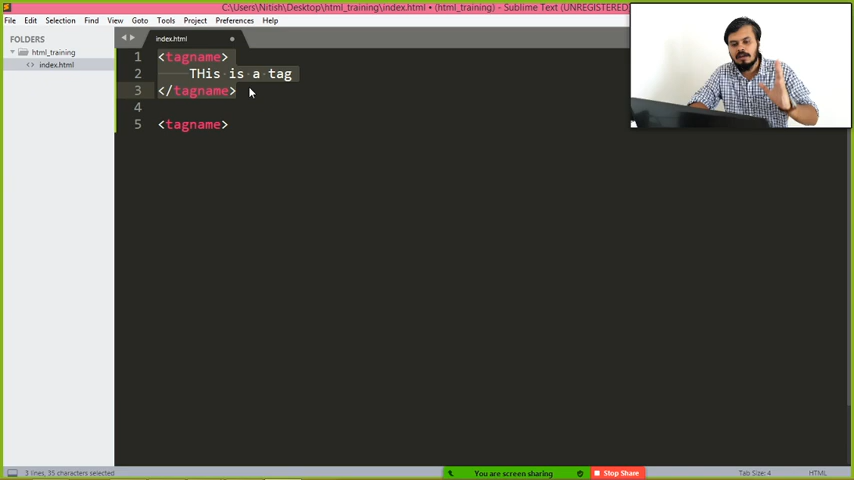 C:\Users\Nitish\Desktop\html_training\index.html • (html_training) - Sublime Text (UNREGISTERED)
File Edit Selection Find View Goto Tools Project Preferences Help
FOLDERS
html_training
<> index.html
index.html
1 <tagname>
2 THis is a tag
3 </tagname>
4
5 <tagname>
3 lines, 35 characters selected
You are screen sharing
Stop Share
Tab Size: 4
HTML